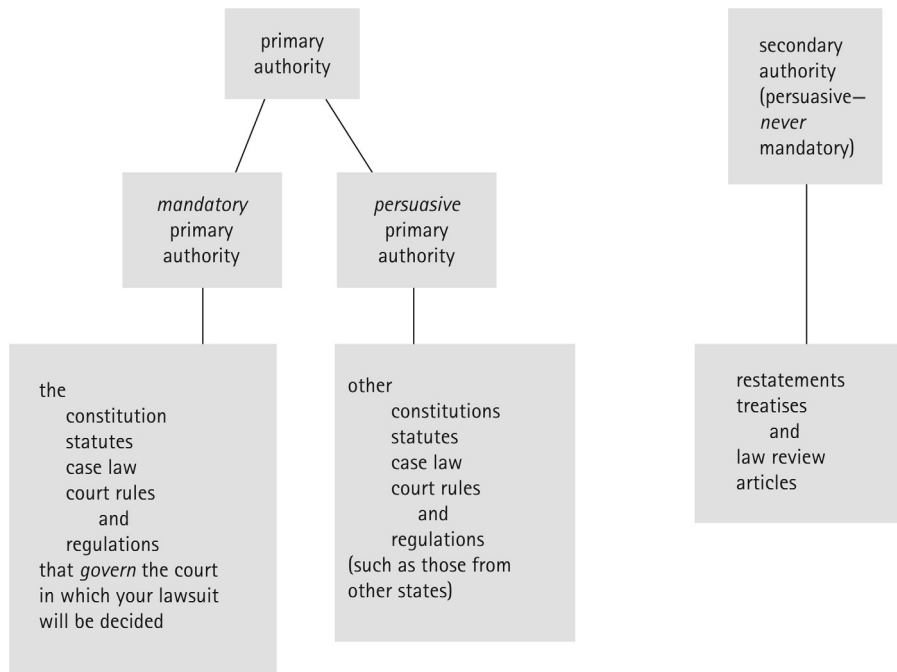 primary
authority
secondary
authority
(persuasive—
never
mandatory)
mandatory
primary
authority
persuasive
primary
authority
the
constitution
statutes
case law
court rules
and
regulations
that govern the court
in which your lawsuit
will be decided
other
constitutions
statutes
case law
court rules
and
regulations
(such as those from
other states)
restatements
treatises
and
law review
articles